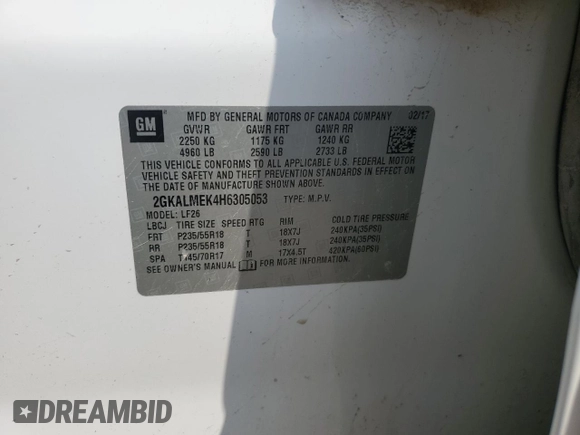 GM
MFD BY GENERAL MOTORS OF CANADA COMPANY 02/17
GVWR GAWR FRT GAWR RR
2250 KG 1175 KG 1240 KG
4960 LB 2590 LB 2733 LB
THIS VEHICLE CONFORMS TO ALL APPLICABLE U.S. FEDERAL MOTOR
VEHICLE SAFETY AND THEFT PREVENTION STANDARDS IN EFFECT ON
THE DATE OF MANUFACTURE SHOWN ABOVE.
2GKALMEK4H6305053 TYPE: M.P.V.
MODEL: LF26
LBCJ TIRE SIZE SPEED RTG RIM COLD TIRE PRESSURE
FRT P235/55R18 T 18X7J 240KPA(35PSI)
RR P235/55R18 T 18X7J 240KPA(35PSI)
SPA T145/70R17 M 17X4.5T 420KPA(60PSI)
SEE OWNER'S MANUAL FOR MORE INFORMATION.
DREAMBID